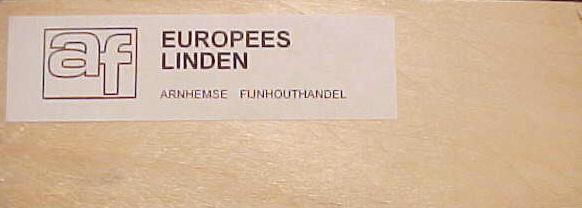 af
EUROPEES
LINDEN
ARNHEMSE FIJNHOUTHANDEL